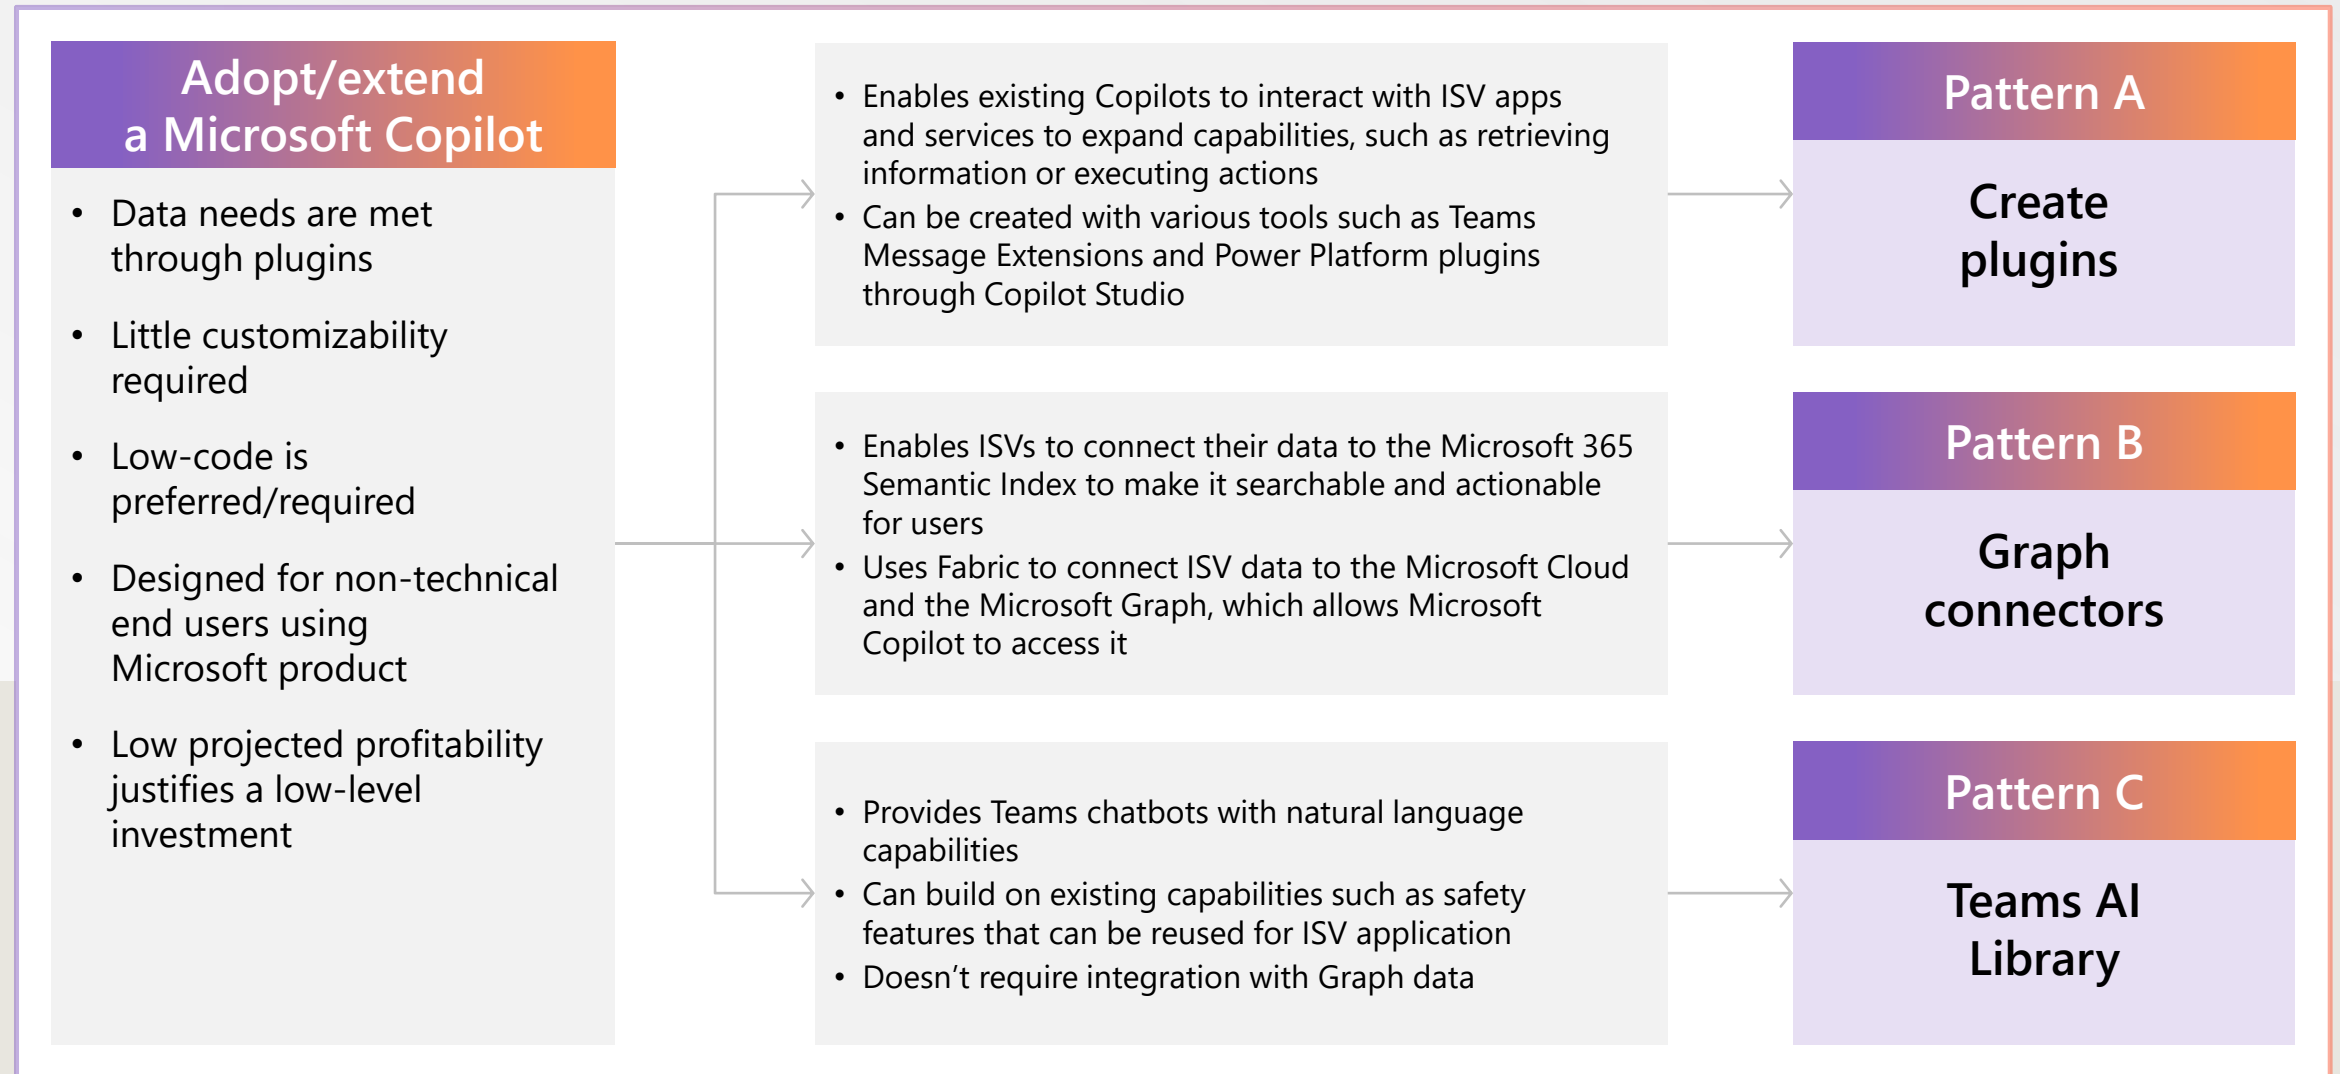 Adopt/extend
a Microsoft Copilot
• Data needs are met
through plugins
• Little customizability
required
• Low-code is
preferred/required
• Designed for non-technical
end users using
Microsoft product
• Low projected profitability
justifies a low-level
investment
• Enables existing Copilots to interact with ISV apps
and services to expand capabilities, such as retrieving
information or executing actions
• Can be created with various tools such as Teams
Message Extensions and Power Platform plugins
through Copilot Studio
Pattern A
Create
plugins
• Enables ISVs to connect their data to the Microsoft 365
Semantic Index to make it searchable and actionable
for users
• Uses Fabric to connect ISV data to the Microsoft Cloud
and the Microsoft Graph, which allows Microsoft
Copilot to access it
Pattern B
Graph
connectors
• Provides Teams chatbots with natural language
capabilities
• Can build on existing capabilities such as safety
features that can be reused for ISV application
• Doesn’t require integration with Graph data
Pattern C
Teams AI
Library